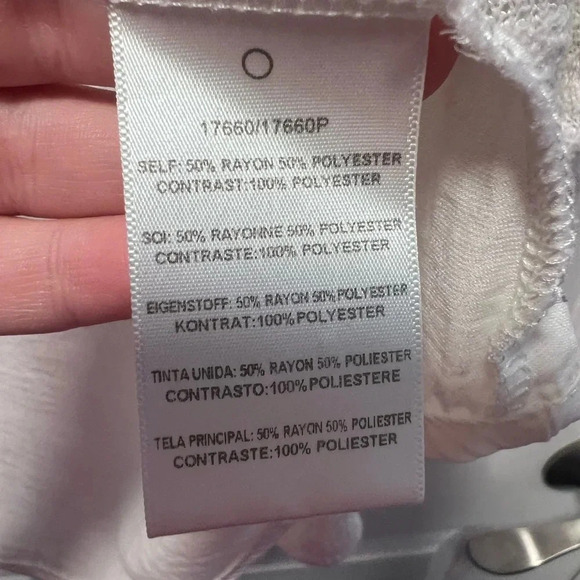 17660/17660P
SELF: 50% RAYON 50% POLYESTER
CONTRAST:100% POLYESTER
SOI: 50% RAYONNE 50% POLYESTER
CONTRASTE:100% POLYESTER
EIGENSTOFF: 50% RAYON 50% POLYESTER
KONTRAT:100% POLYESTER
TINTA UNIDA: 50% RAYON 50% POLIESTER
CONTRASTO:100% POLIESTERE
TELA PRINCIPAL: 50% RAYON 50% POLIESTER
CONTRASTE:100% POLIESTER